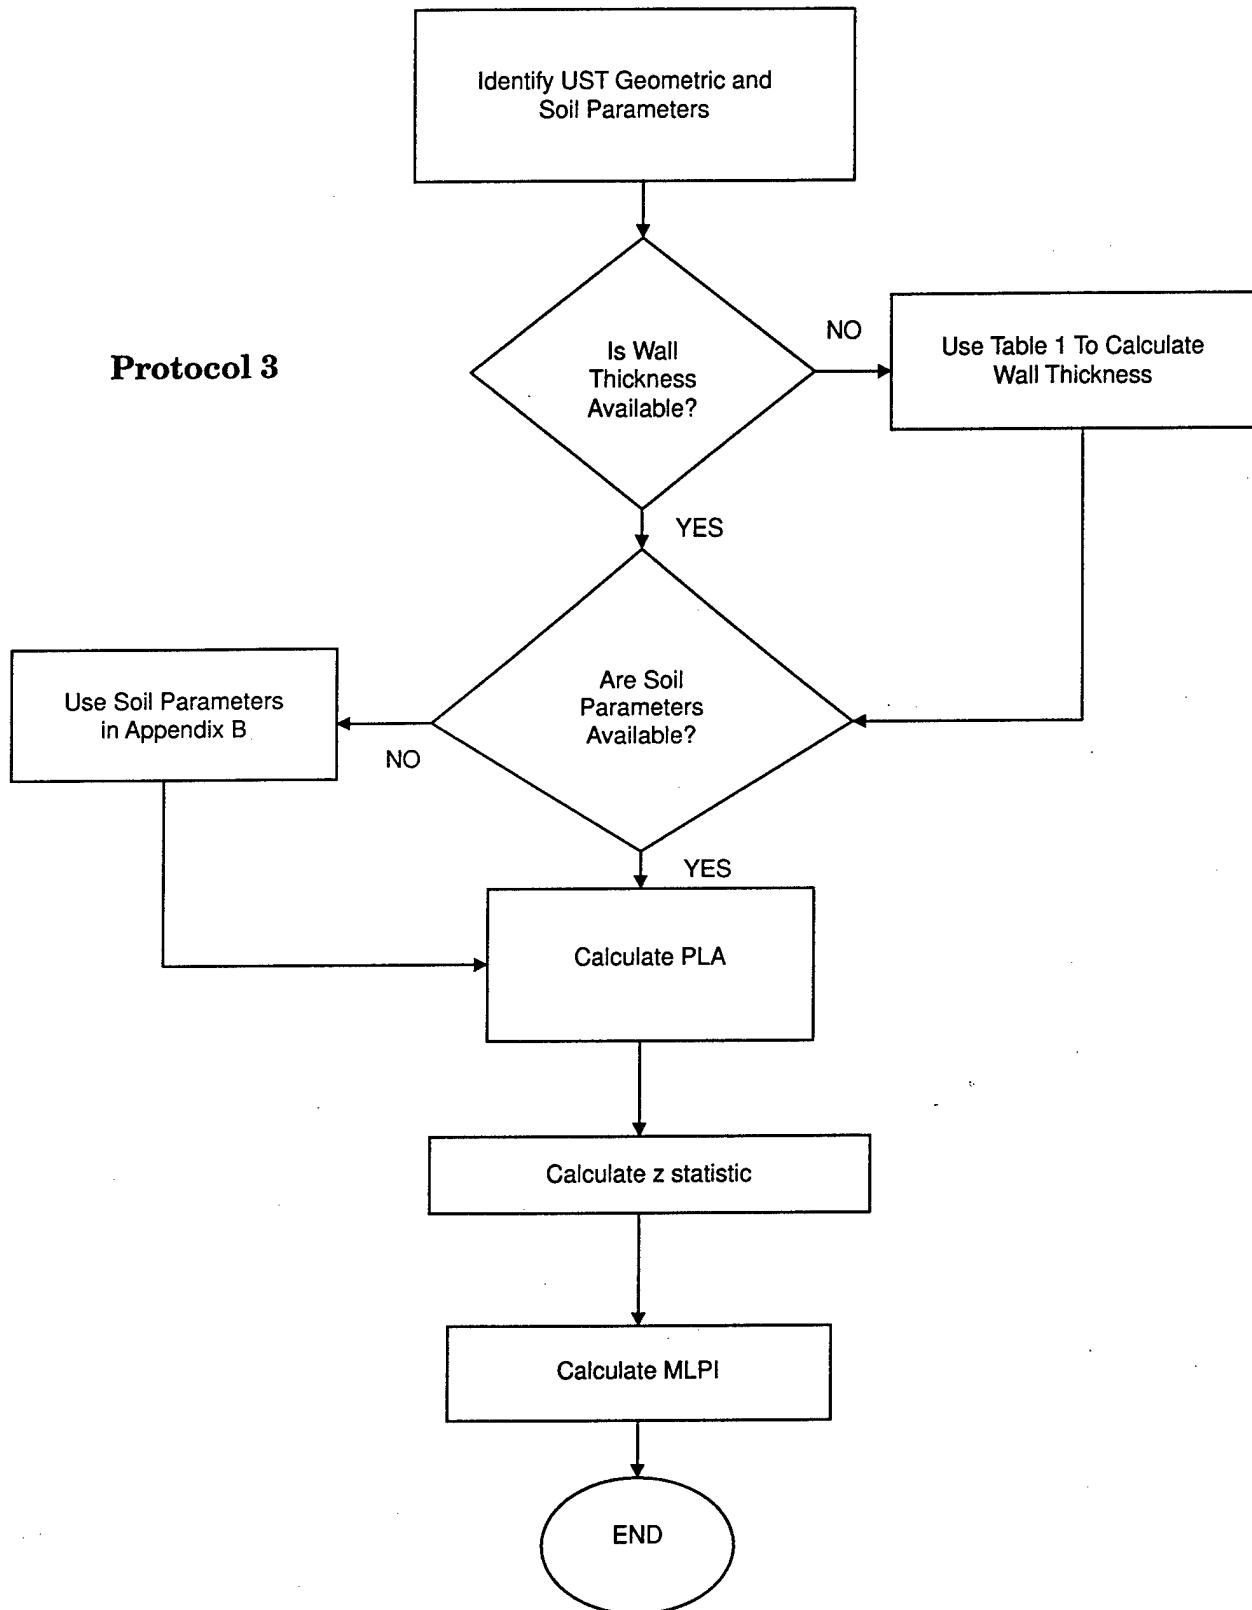 Identify UST Geometric and
Soil Parameters
Protocol 3
Is Wall
Thickness
Available?
NO
Use Table 1 To Calculate
Wall Thickness
YES
Are Soil
Parameters
Available?
Use Soil Parameters
in Appendix B
NO
YES
Calculate PLA
Calculate z statistic
Calculate MLPI
END